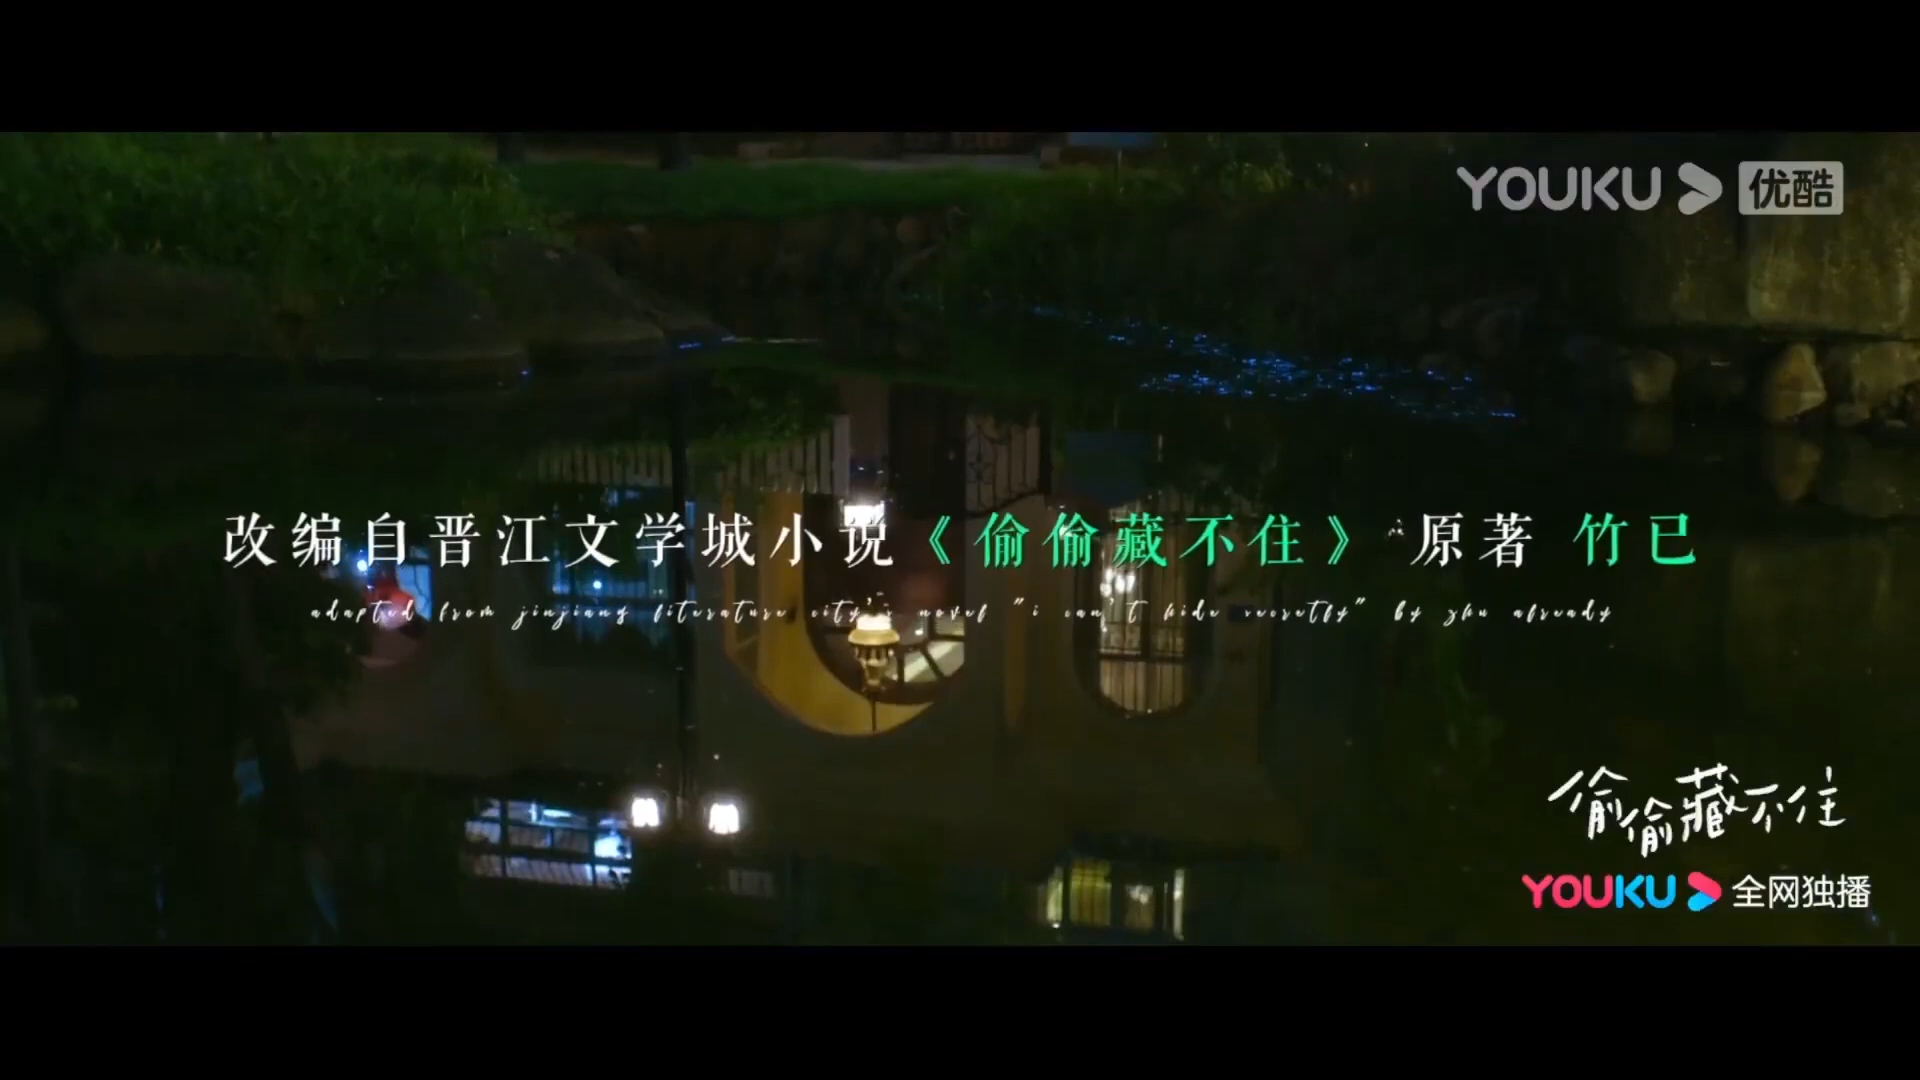 YOUKU 优酷
改编自晋江文学城小说《偷偷藏不住》原著 竹已
adapted from jinjiang literature city's novel "i can't hide secretly" by zhu already
偷偷藏不住
YOUKU 全网独播